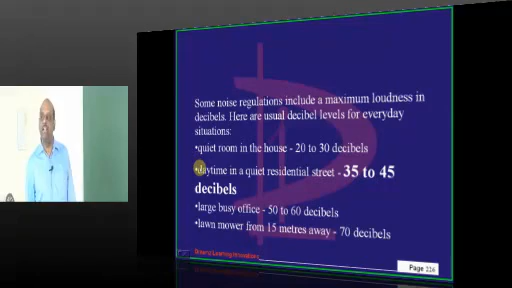 Some noise regulations include a maximum loudness in
decibels. Here are usual decibel levels for everyday
situations:
•quiet room in the house - 20 to 30 decibels
•daytime in a quiet residential street - 35 to 45
decibels
•large busy office - 50 to 60 decibels
•lawn mower from 15 metres away - 70 decibels
Page 226